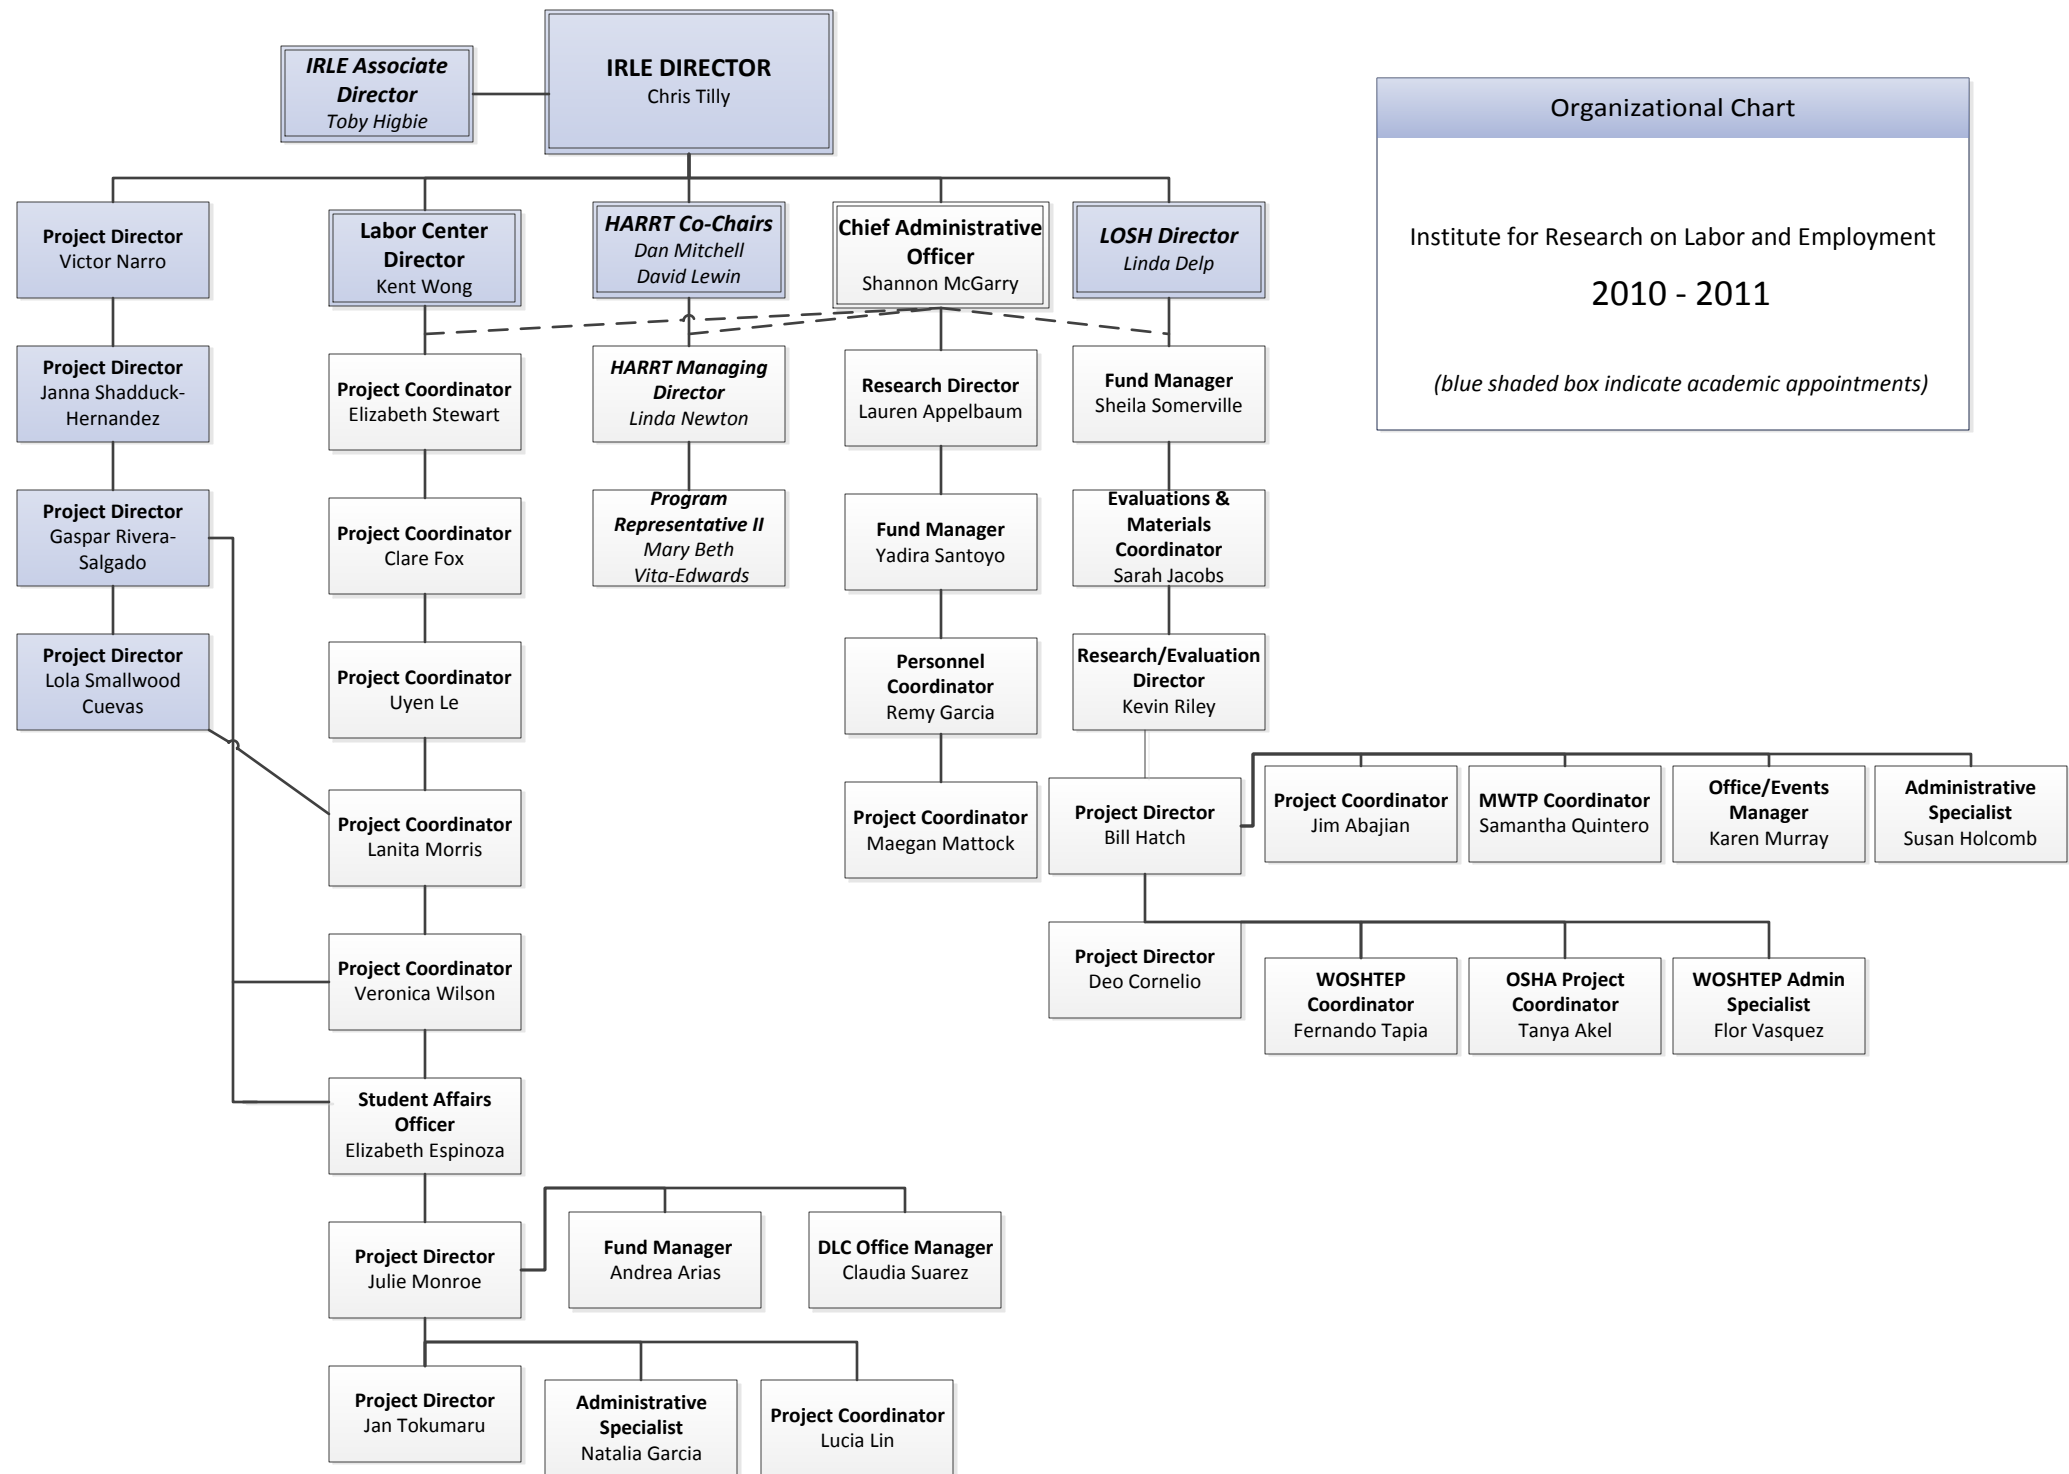 IRLE Associate
Director
Toby Higbie
IRLE DIRECTOR
Chris Tilly
Organizational Chart
Institute for Research on Labor and Employment
2010 - 2011
(blue shaded box indicate academic appointments)
Project Director
Victor Narro
Labor Center
Director
Kent Wong
HARRT Co-Chairs
Dan Mitchell
David Lewin
Chief Administrative
Officer
Shannon McGarry
LOSH Director
Linda Delp
Project Director
Janna Shadduck-
Hernandez
Project Coordinator
Elizabeth Stewart
HARRT Managing
Director
Linda Newton
Research Director
Lauren Appelbaum
Fund Manager
Sheila Somerville
Project Director
Gaspar Rivera-
Salgado
Project Coordinator
Clare Fox
Program
Representative II
Mary Beth
Vita-Edwards
Fund Manager
Yadira Santoyo
Evaluations &
Materials
Coordinator
Sarah Jacobs
Project Director
Lola Smallwood
Cuevas
Project Coordinator
Uyen Le
Personnel
Coordinator
Remy Garcia
Research/Evaluation
Director
Kevin Riley
Project Coordinator
Lanita Morris
Project Coordinator
Maegan Mattock
Project Director
Bill Hatch
Project Coordinator
Jim Abajian
MWTP Coordinator
Samantha Quintero
Office/Events
Manager
Karen Murray
Administrative
Specialist
Susan Holcomb
Project Coordinator
Veronica Wilson
Project Director
Deo Cornelio
WOSHTEP
Coordinator
Fernando Tapia
OSHA Project
Coordinator
Tanya Akel
WOSHTEP Admin
Specialist
Flor Vasquez
Student Affairs
Officer
Elizabeth Espinoza
Project Director
Julie Monroe
Fund Manager
Andrea Arias
DLC Office Manager
Claudia Suarez
Project Director
Jan Tokumaru
Administrative
Specialist
Natalia Garcia
Project Coordinator
Lucia Lin